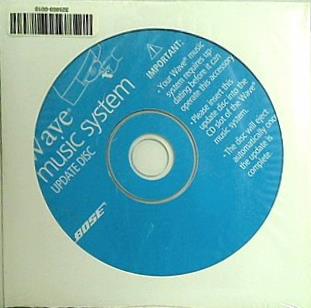 325803-0010
Wave®
music system
UPDATE DISC
BOSE®
IMPORTANT:
• Your Wave® music
system requires up-
dating before it can
operate this accessory.
• Please insert this
update disc into the
CD slot of the Wave®
music system.
• The disc will eject
automatically once
the update is
complete.